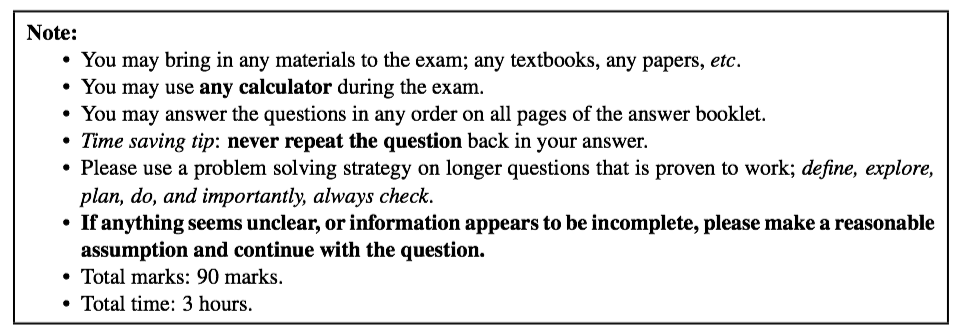 Note:
• You may bring in any materials to the exam; any textbooks, any papers, etc.
• You may use any calculator during the exam.
• You may answer the questions in any order on all pages of the answer booklet.
• Time saving tip: never repeat the question back in your answer.
• Please use a problem solving strategy on longer questions that is proven to work; define, explore,
plan, do, and importantly, always check.
• If anything seems unclear, or information appears to be incomplete, please make a reasonable
assumption and continue with the question.
• Total marks: 90 marks.
• Total time: 3 hours.